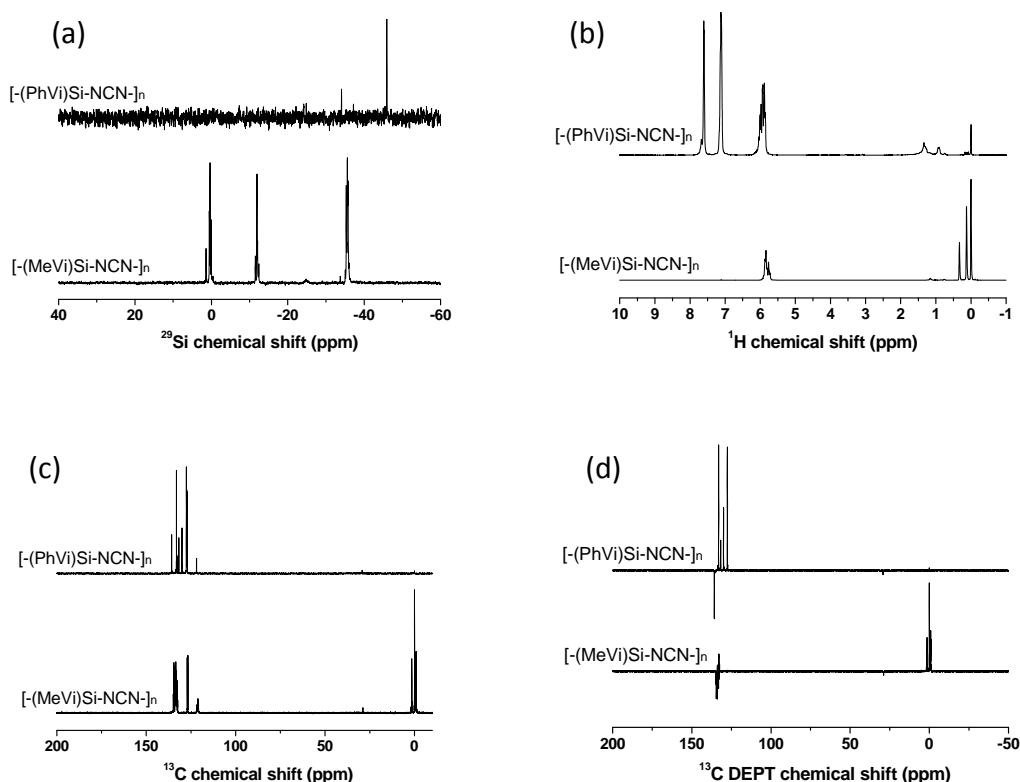 (a)
[-(PhVi)Si-NCN-]n
[-(MeVi)Si-NCN-]n
40 20 0 -20 -40 -60
29Si chemical shift (ppm)
(b)
[-(PhVi)Si-NCN-]n
[-(MeVi)Si-NCN-]n
10 9 8 7 6 5 4 3 2 1 0 -1
1H chemical shift (ppm)
(c)
[-(PhVi)Si-NCN-]n
[-(MeVi)Si-NCN-]n
200 150 100 50 0
13C chemical shift (ppm)
(d)
[-(PhVi)Si-NCN-]n
[-(MeVi)Si-NCN-]n
200 150 100 50 0 -50
13C DEPT chemical shift (ppm)